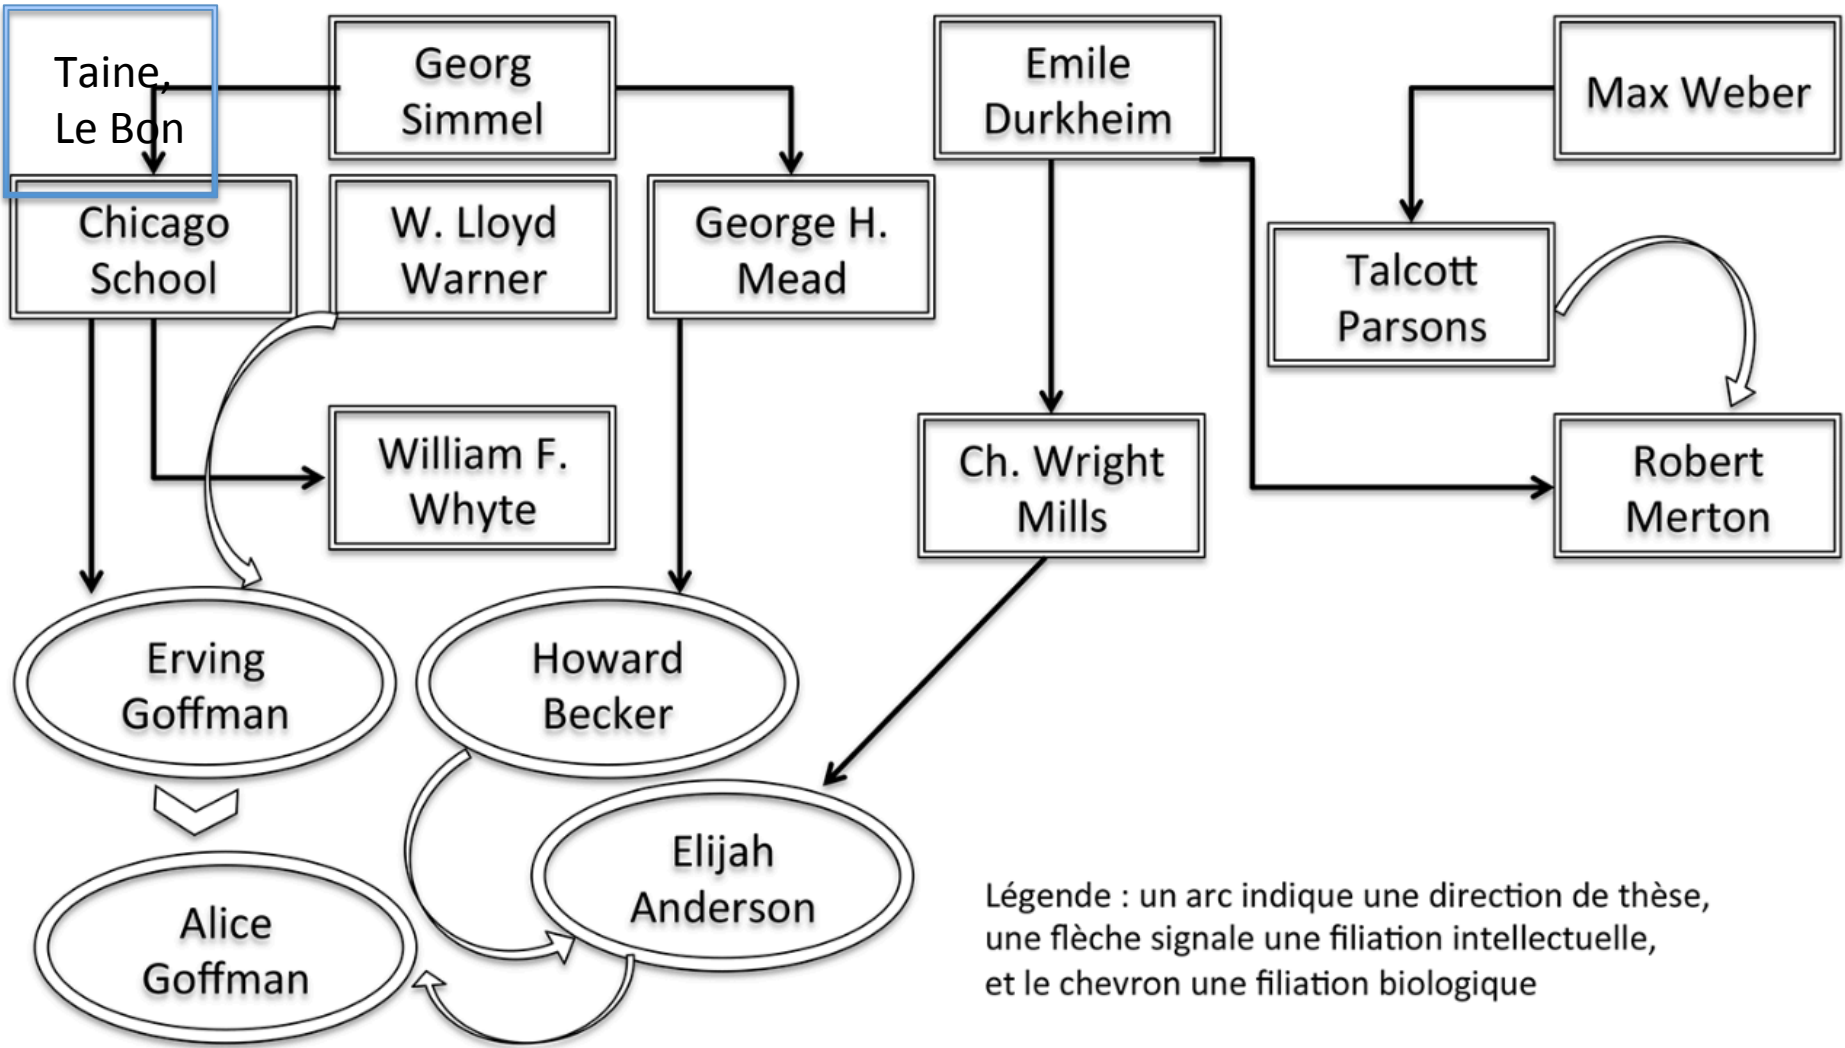 Taine,
Le Bon
Georg
Simmel
Emile
Durkheim
Max Weber
Chicago
School
W. Lloyd
Warner
George H.
Mead
Talcott
Parsons
William F.
Whyte
Ch. Wright
Mills
Robert
Merton
Erving
Goffman
Howard
Becker
Elijah
Anderson
Alice
Goffman
Légende : un arc indique une direction de thèse,
une flèche signale une filiation intellectuelle,
et le chevron une filiation biologique